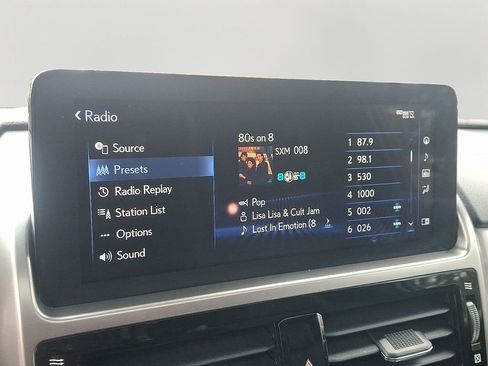 Radio
Source
Presets
Radio Replay
Station List
Options
Sound
80s on 8
SXM 008
Pop
Lisa Lisa & Cult Jam
Lost In Emotion (8
1 87.9
2 98.1
3 530
4 1000
5 002
6 026